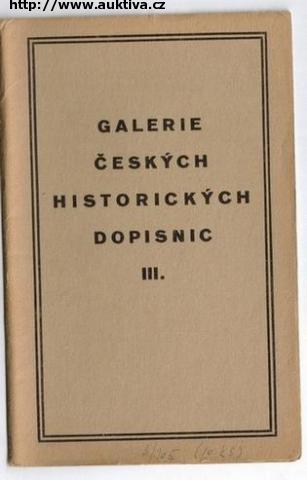 http://www.auktiva.cz
GALERIE
ČESKÝCH
HISTORICKÝCH
DOPISNIC
III.